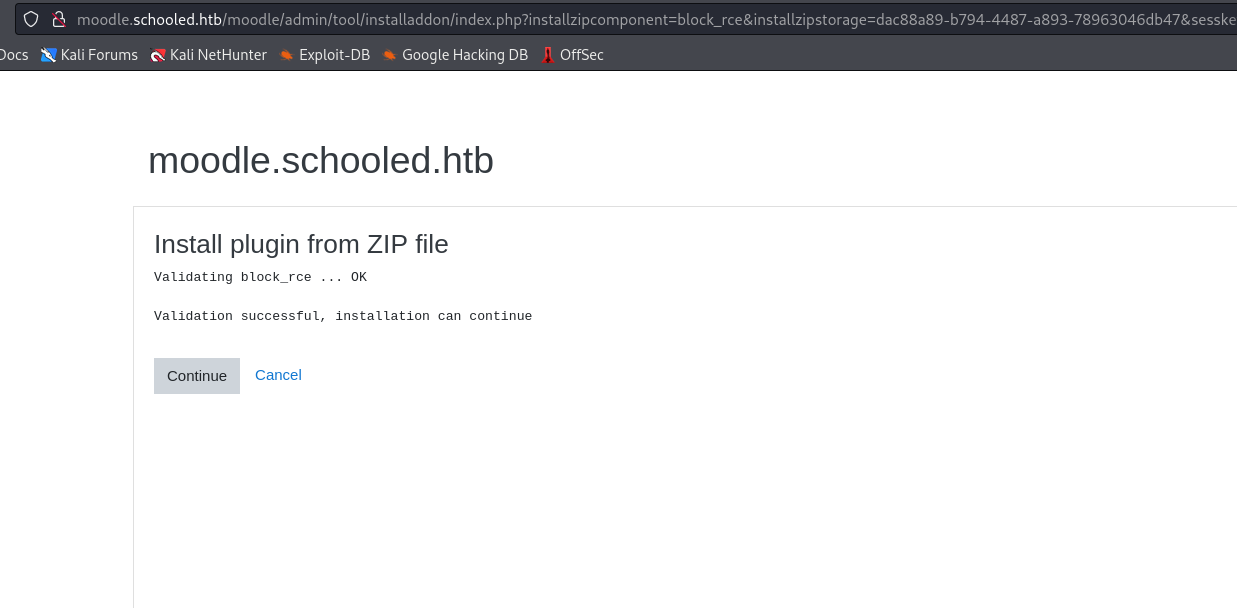 moodle.schooled.htb/moodle/admin/tool/installaddon/index.php?installzipcomponent=block_rce&installzipstorage=dac88a89-b794-4487-a893-78963046db47&sesske
Docs Kali Forums Kali NetHunter Exploit-DB Google Hacking DB OffSec
moodle.schooled.htb
Install plugin from ZIP file
Validating block_rce ... OK
Validation successful, installation can continue
Continue Cancel